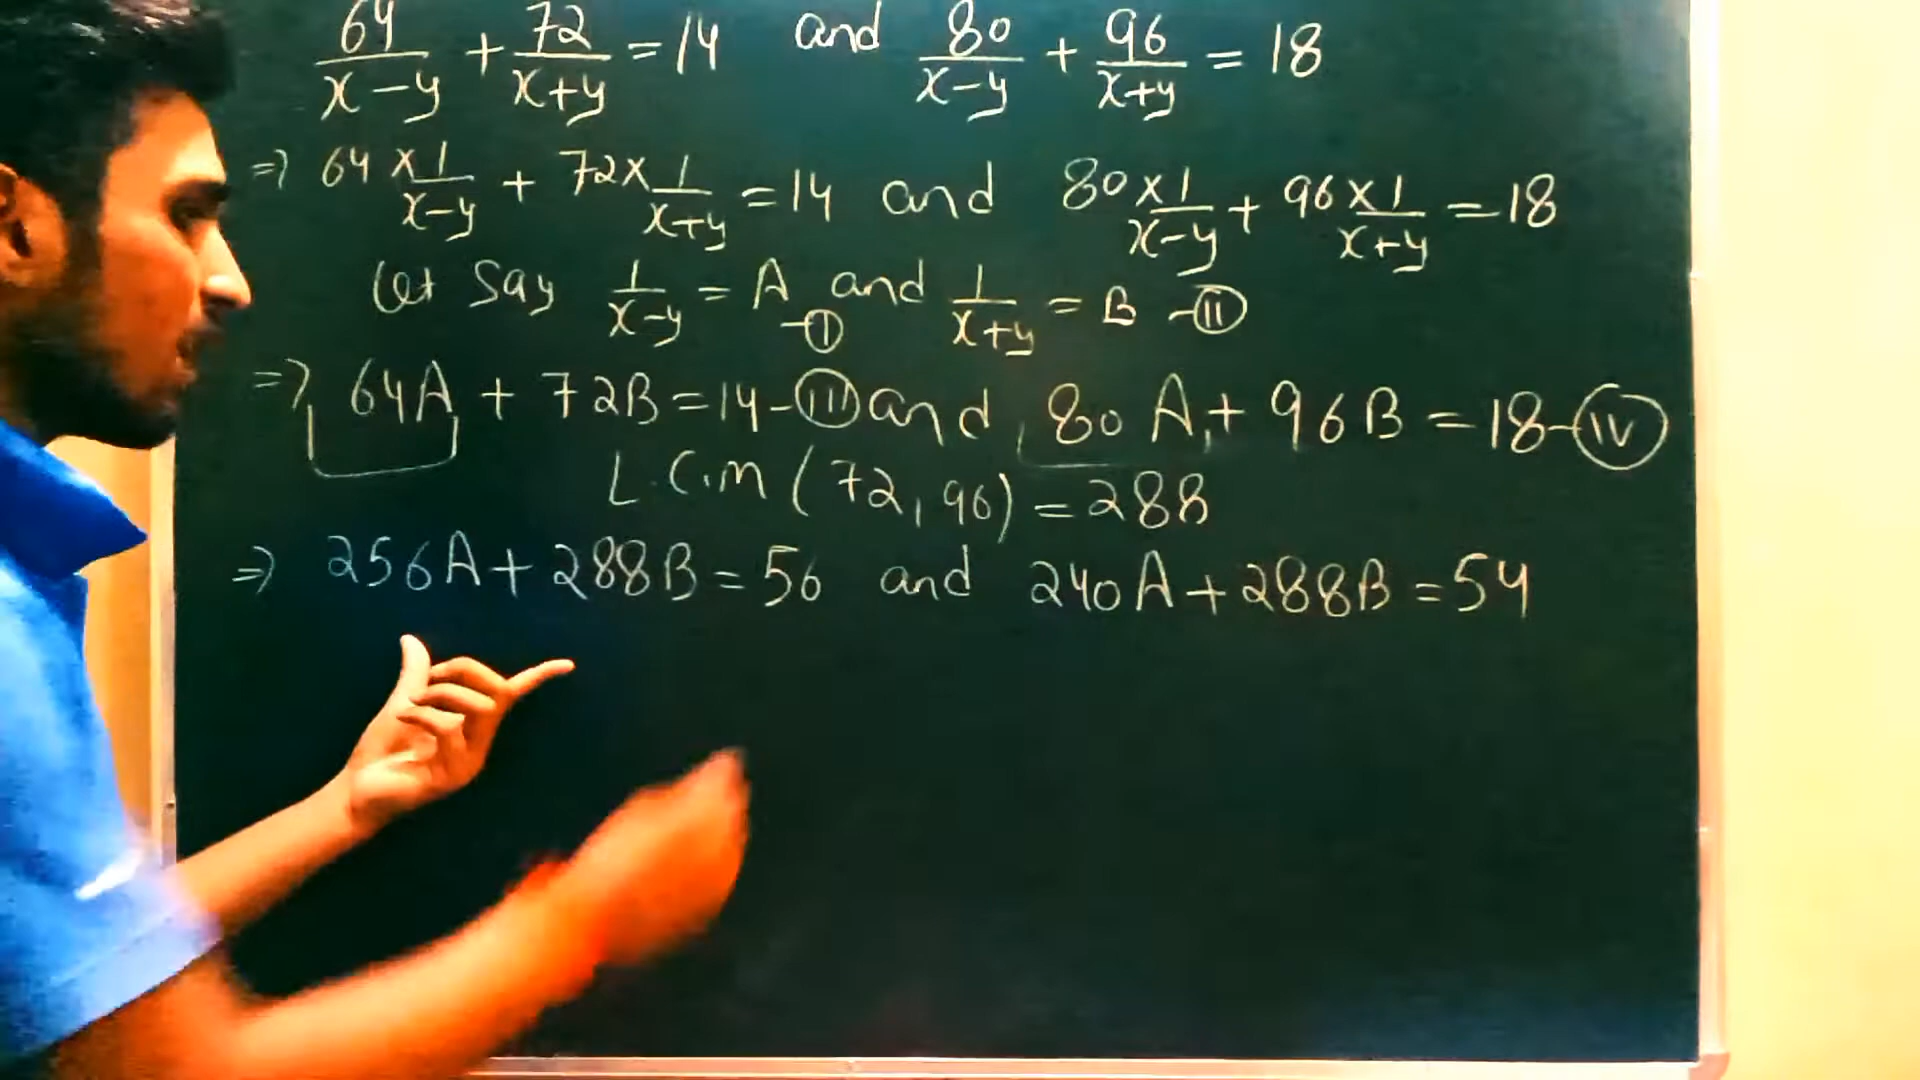 64/(x-y) + 72/(x+y) = 14 and 80/(x-y) + 96/(x+y) = 18
⇒ 64 × 1/(x-y) + 72 × 1/(x+y) = 14 and 80 × 1/(x-y) + 96 × 1/(x+y) = 18
Let Say 1/(x-y) = A -Ⓘ and 1/(x+y) = B -Ⓘⓘ
⇒ 64A + 72B = 14 -(III) and 80A + 96B = 18 -(IV)
L.C.M (72, 96) = 288
⇒ 256A + 288B = 56 and 240A + 288B = 54